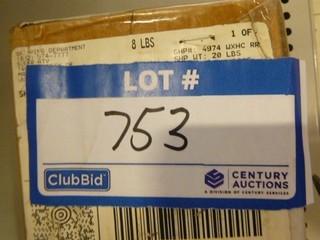 DEPARTMENT
8 LBS
1 OF
SHP#: 4974 WXHC RR
SHP WT: 20 LBS
LOT #
753
ClubBid
CENTURY
AUCTIONS
A DIVISION OF CENTURY SERVICES